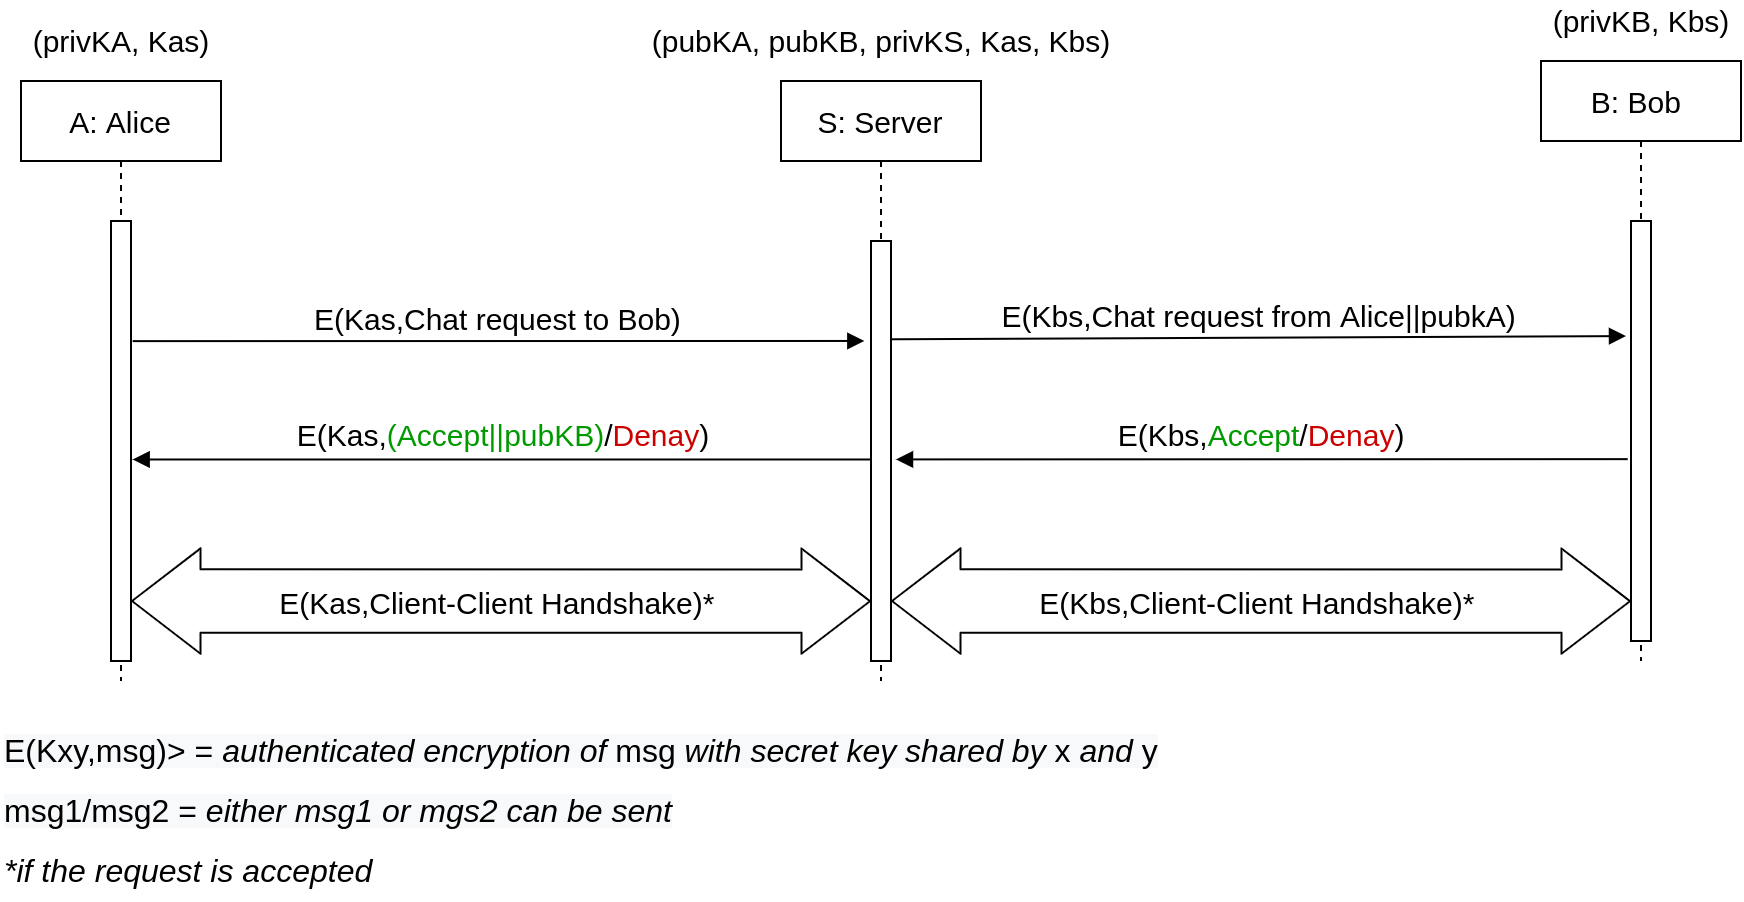 (privKA, Kas)
(pubKA, pubKB, privKS, Kas, Kbs)
(privKB, Kbs)
A: Alice
S: Server
B: Bob
E(Kas,Chat request to Bob)
E(Kbs,Chat request from Alice||pubkA)
E(Kas,(Accept||pubKB)/Denay)
E(Kbs,Accept/Denay)
E(Kas,Client-Client Handshake)*
E(Kbs,Client-Client Handshake)*
E(Kxy,msg)> = authenticated encryption of msg with secret key shared by x and y
msg1/msg2 = either msg1 or mgs2 can be sent
*if the request is accepted